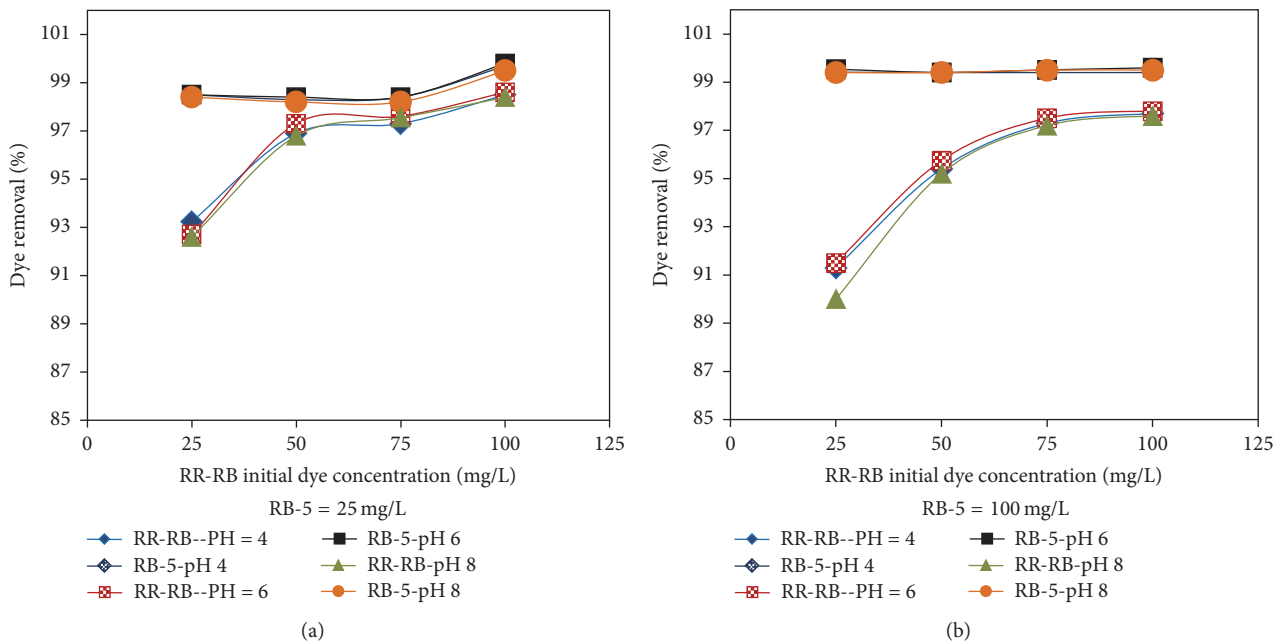 101
99
97
95
93
91
89
87
85
Dye removal (%)
0 25 50 75 100 125
RR-RB initial dye concentration (mg/L)
RB-5 = 25 mg/L
RR-RB--PH = 4
RB-5-pH 4
RR-RB--PH = 6
RB-5-pH 6
RR-RB-pH 8
RB-5-pH 8
(a)
101
99
97
95
93
91
89
87
85
Dye removal (%)
0 25 50 75 100 125
RR-RB initial dye concentration (mg/L)
RB-5 = 100 mg/L
RR-RB--PH = 4
RB-5-pH 4
RR-RB--PH = 6
RB-5-pH 6
RR-RB-pH 8
RB-5-pH 8
(b)